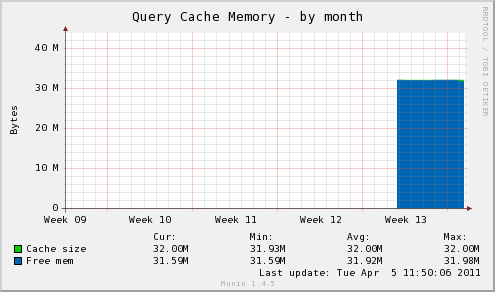 Query Cache Memory - by month
RRDTOOL / TOBI OETIKER
Bytes
40 M
30 M
20 M
10 M
0
Week 09 Week 10 Week 11 Week 12 Week 13
Cur: Min: Avg: Max:
Cache size 32.00M 31.93M 32.00M 32.00M
Free mem 31.59M 31.59M 31.92M 31.98M
Last update: Tue Apr 5 11:50:06 2011
Munin 1.4.5